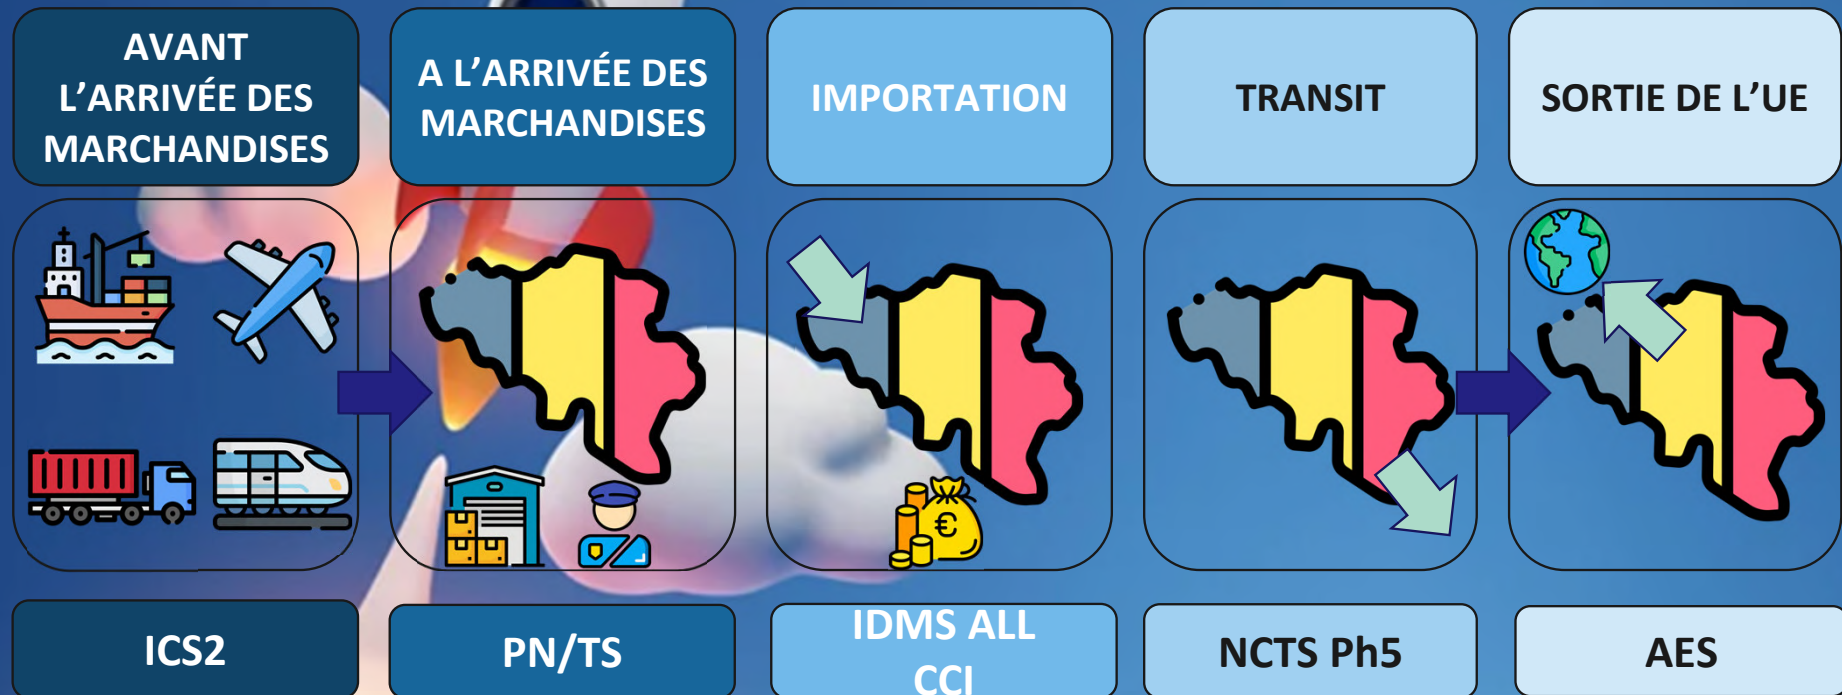 AVANT
L’ARRIVÉE DES
MARCHANDISES
A L’ARRIVÉE DES
MARCHANDISES
IMPORTATION
TRANSIT
SORTIE DE L’UE
€
ICS2
PN/TS
IDMS ALL
CCI
NCTS Ph5
AES